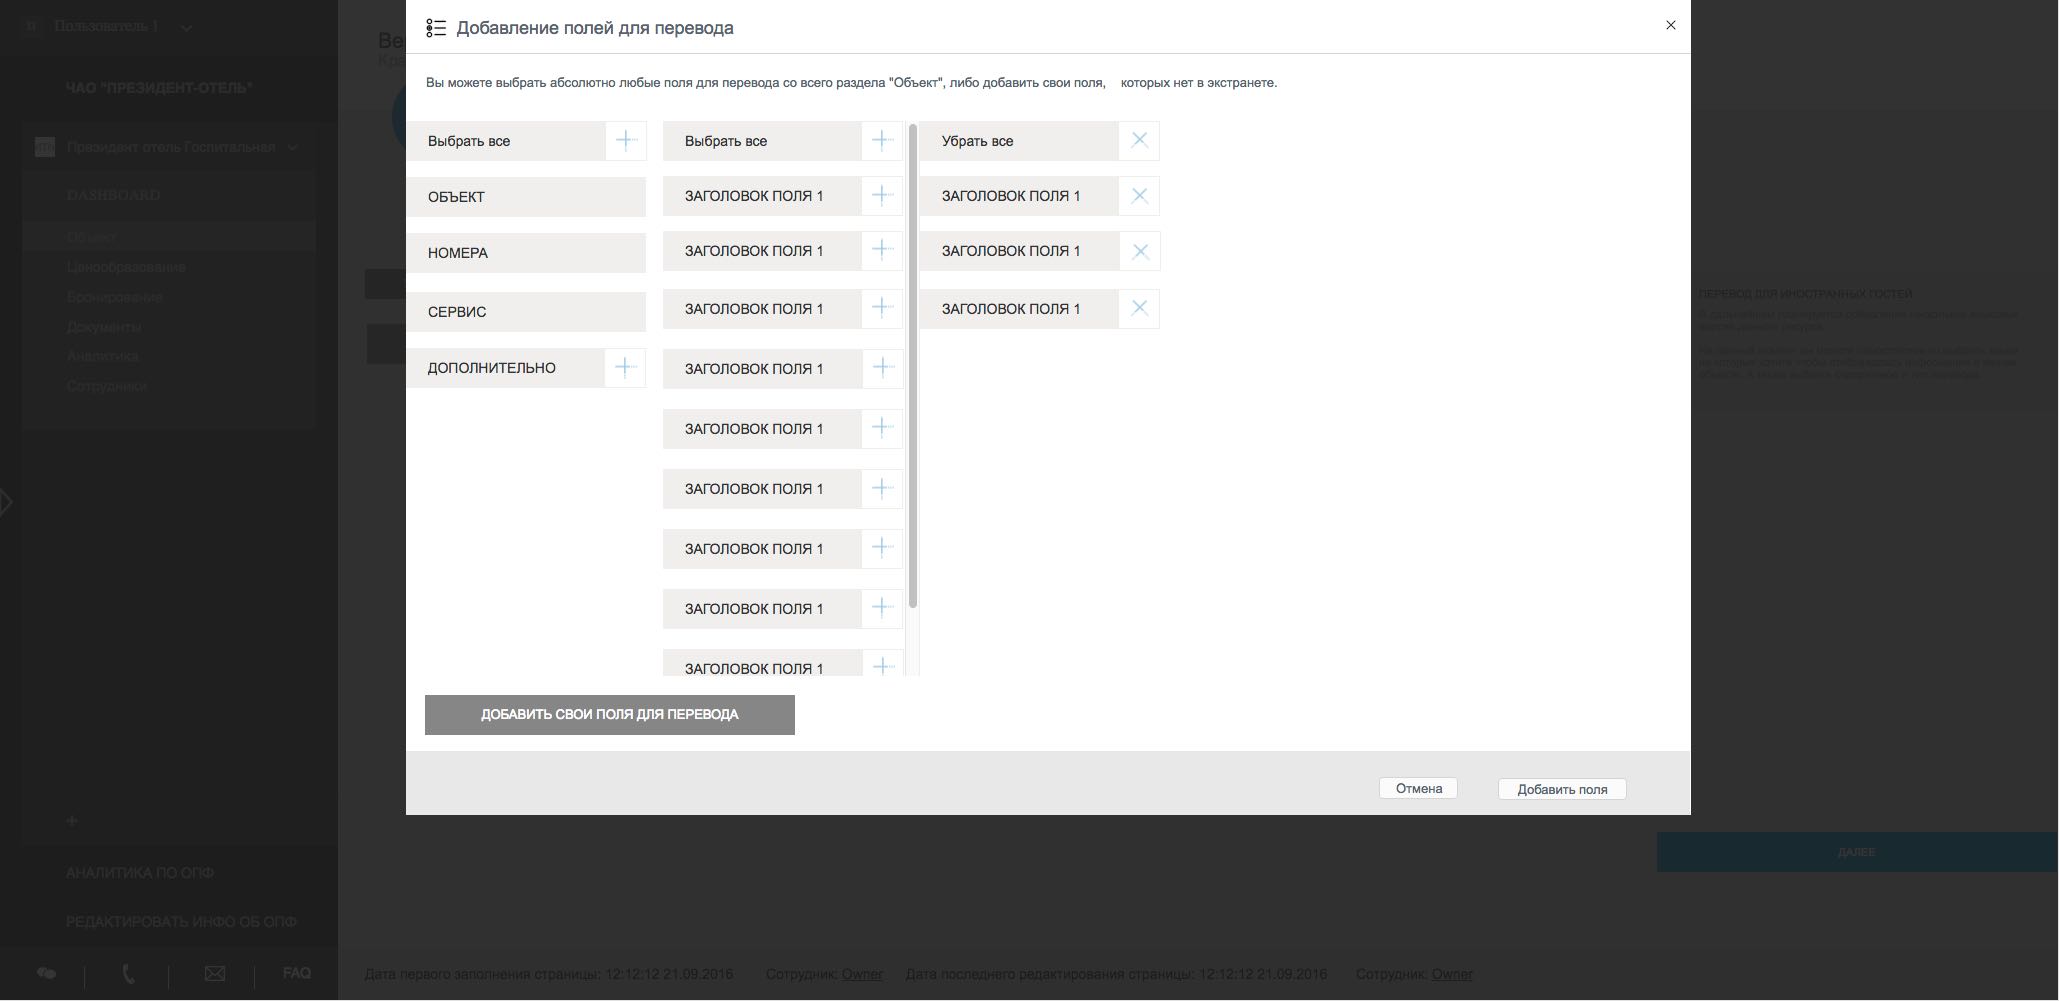 Пользователь 1
ЧАО "ПРЕЗИДЕНТ-ОТЕЛЬ"
Президент отель Госпитальная
DASHBOARD
Объект
Ценообразование
Бронирование
Документы
Аналитика
Сотрудники
+
АНАЛИТИКА ПО ОПФ
РЕДАКТИРОВАТЬ ИНФО ОБ ОПФ
FAQ
Добавление полей для перевода
Вы можете выбрать абсолютно любые поля для перевода со всего раздела "Объект", либо добавить свои поля, которых нет в экстранете.
Выбрать все
ОБЪЕКТ
НОМЕРА
СЕРВИС
ДОПОЛНИТЕЛЬНО
Выбрать все
ЗАГОЛОВОК ПОЛЯ 1
ЗАГОЛОВОК ПОЛЯ 1
ЗАГОЛОВОК ПОЛЯ 1
ЗАГОЛОВОК ПОЛЯ 1
ЗАГОЛОВОК ПОЛЯ 1
ЗАГОЛОВОК ПОЛЯ 1
ЗАГОЛОВОК ПОЛЯ 1
ЗАГОЛОВОК ПОЛЯ 1
ЗАГОЛОВОК ПОЛЯ 1
Убрать все
ЗАГОЛОВОК ПОЛЯ 1
ЗАГОЛОВОК ПОЛЯ 1
ЗАГОЛОВОК ПОЛЯ 1
ДОБАВИТЬ СВОИ ПОЛЯ ДЛЯ ПЕРЕВОДА
Отмена
Добавить поля
ПЕРЕВОД ДЛЯ ИНОСТРАННЫХ ГОСТЕЙ
ДАЛЕЕ
Дата первого заполнения страницы: 12:12:12 21.09.2016 Сотрудник: Owner Дата последнего редактирования страницы: 12:12:12 21.09.2016 Сотрудник: Owner